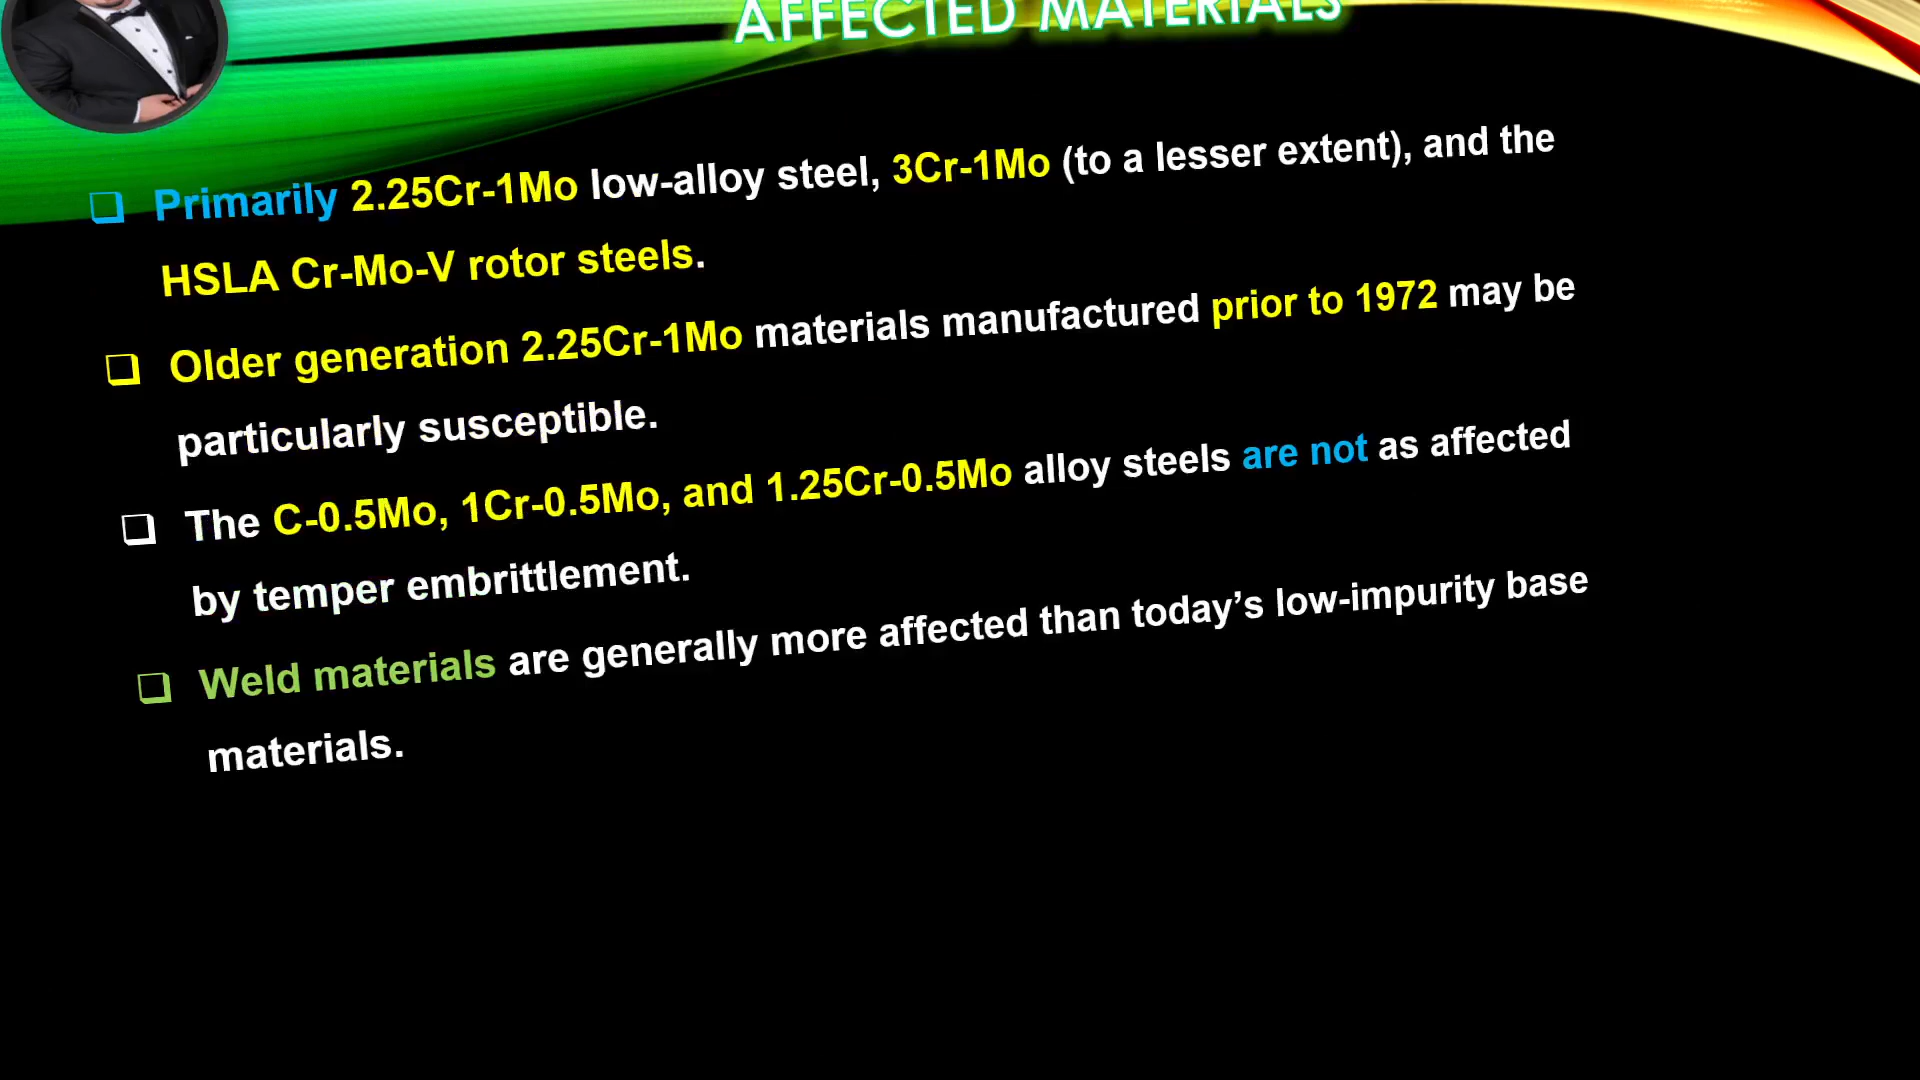 AFFECTED MATERIALS
Primarily 2.25Cr-1Mo low-alloy steel, 3Cr-1Mo (to a lesser extent), and the
HSLA Cr-Mo-V rotor steels.
Older generation 2.25Cr-1Mo materials manufactured prior to 1972 may be
particularly susceptible.
The C-0.5Mo, 1Cr-0.5Mo, and 1.25Cr-0.5Mo alloy steels are not as affected
by temper embrittlement.
Weld materials are generally more affected than today’s low-impurity base
materials.